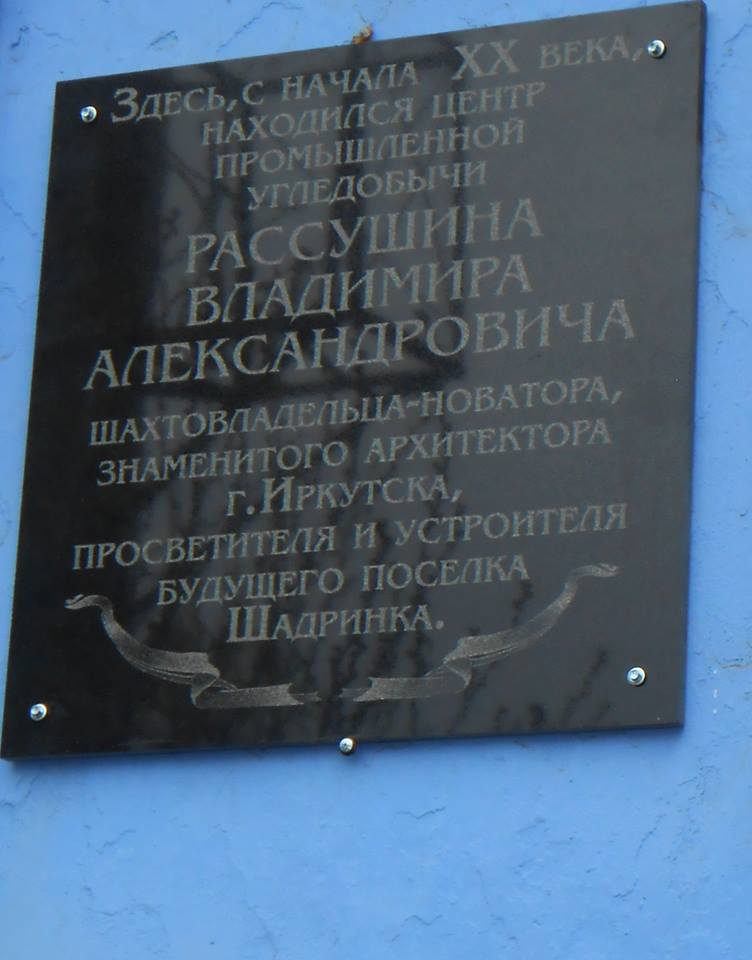 Здесь, с начала XX века,
находился центр
промышленной
угледобычи
РАССУШИНА
ВЛАДИМИРА
АЛЕКСАНДРОВИЧА
шахтовладельца-новатора,
знаменитого архитектора
г.Иркутска,
просветителя и устроителя
будущего поселка
Шадринка.